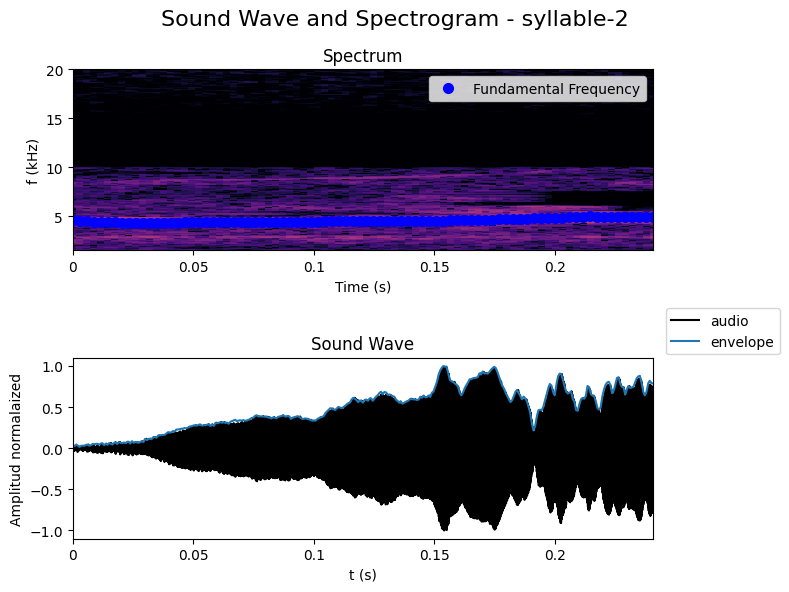 Sound Wave and Spectrogram - syllable-2
Spectrum
20
15
10
5
f (kHz)
Fundamental Frequency
0 0.05 0.1 0.15 0.2
Time (s)
audio
envelope
Sound Wave
1.0
0.5
0.0
−0.5
−1.0
Amplitud normalaized
0 0.05 0.1 0.15 0.2
t (s)